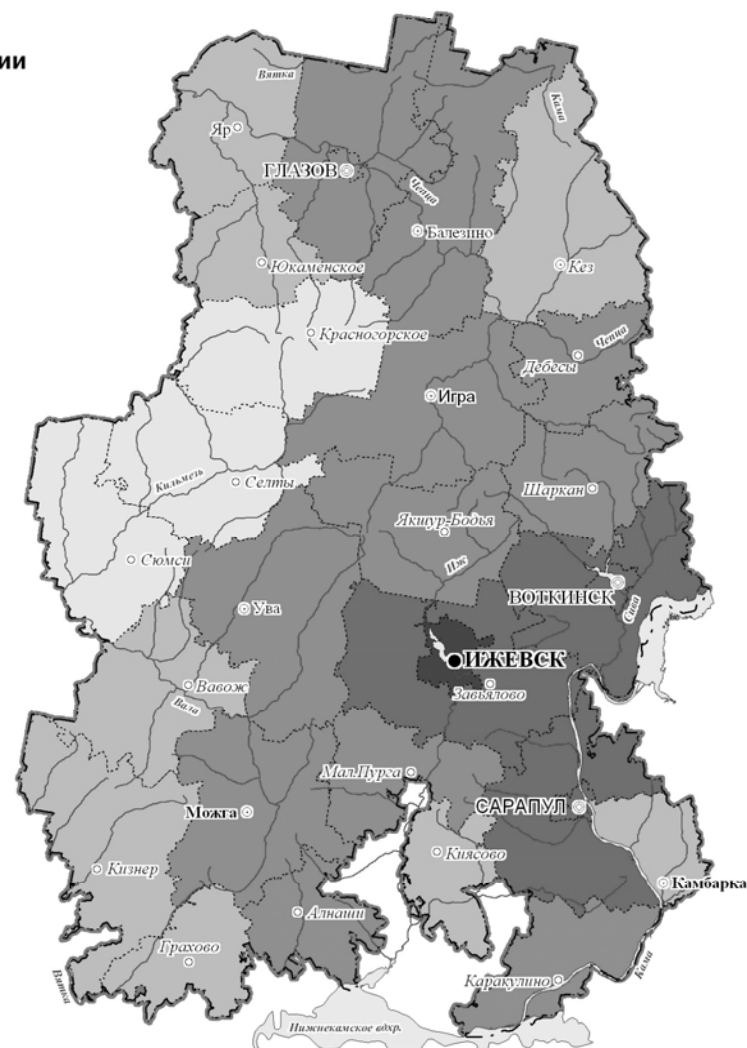 ии
Вятка
Кама
Яр
ГЛАЗОВ
Чепца
Балезино
Юкаменское
Кез
Красногорское
Чепца
Дебесы
Игра
Кильмезь
Селты
Шаркан
Якшур-Бодья
Сюмси
Иж
ВОТКИНСК
Ува
Сива
ИЖЕВСК
Вавож
Завьялово
Вала
Мал.Пурга
Можга
САРАПУЛ
Киясово
Кизнер
Камбарка
Алнаши
Грахово
Вятка
Каракулино
Кама
Нижнекамское вдхр.